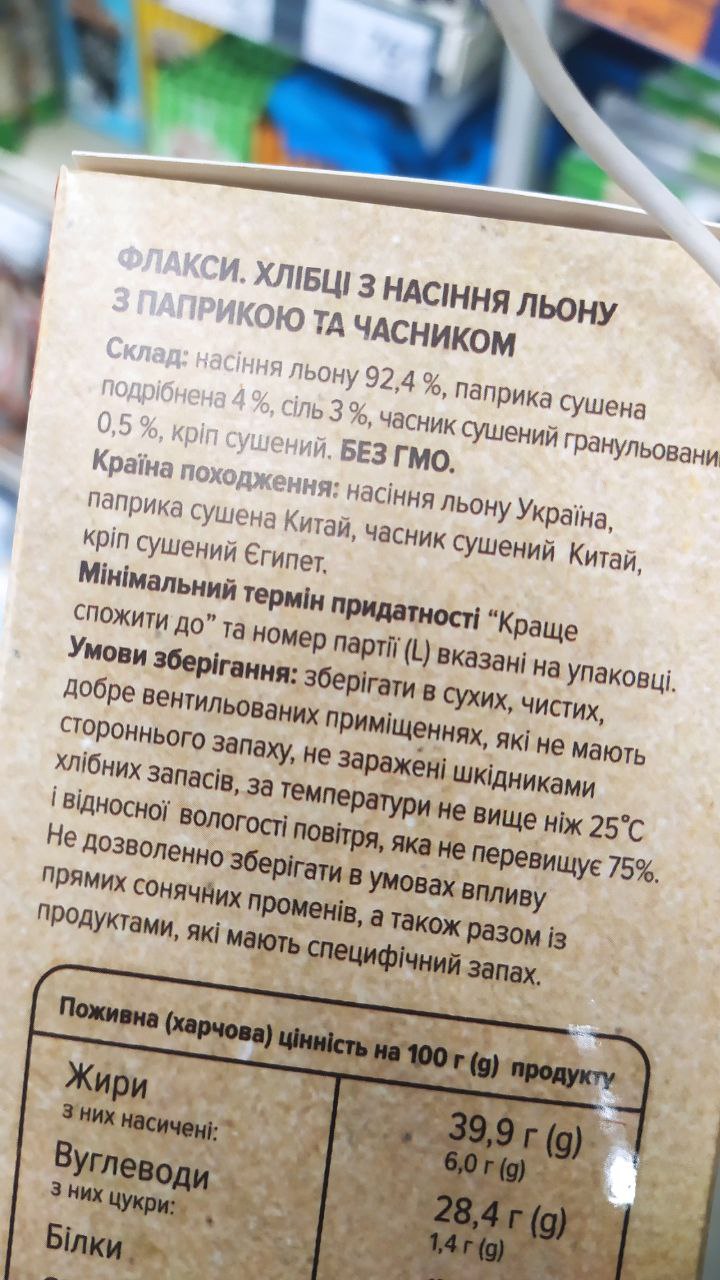 ФЛАКСИ. ХЛІБЦІ З НАСІННЯ ЛЬОНУ
З ПАПРИКОЮ ТА ЧАСНИКОМ
Склад: насіння льону 92,4 %, паприка сушена
подрібнена 4 %, сіль 3 %, часник сушений гранульовани
0,5 %, кріп сушений. БЕЗ ГМО.
Країна походження: насіння льону Україна,
паприка сушена Китай, часник сушений Китай,
кріп сушений Єгипет.
Мінімальний термін придатності “Краще
спожити до” та номер партії (L) вказані на упаковці.
Умови зберігання: зберігати в сухих, чистих,
добре вентильованих приміщеннях, які не мають
стороннього запаху, не заражені шкідниками
хлібних запасів, за температури не вище ніж 25°C
і відносної вологості повітря, яка не перевищує 75%.
Не дозволенно зберігати в умовах впливу
прямих сонячних променів, а також разом із
продуктами, які мають специфічний запах.
Поживна (харчова) цінність на 100 г (g) продукту
Жири 39,9 г (g)
з них насичені: 6,0 г (g)
Вуглеводи 28,4 г (g)
з них цукри: 1,4 г (g)
Білки